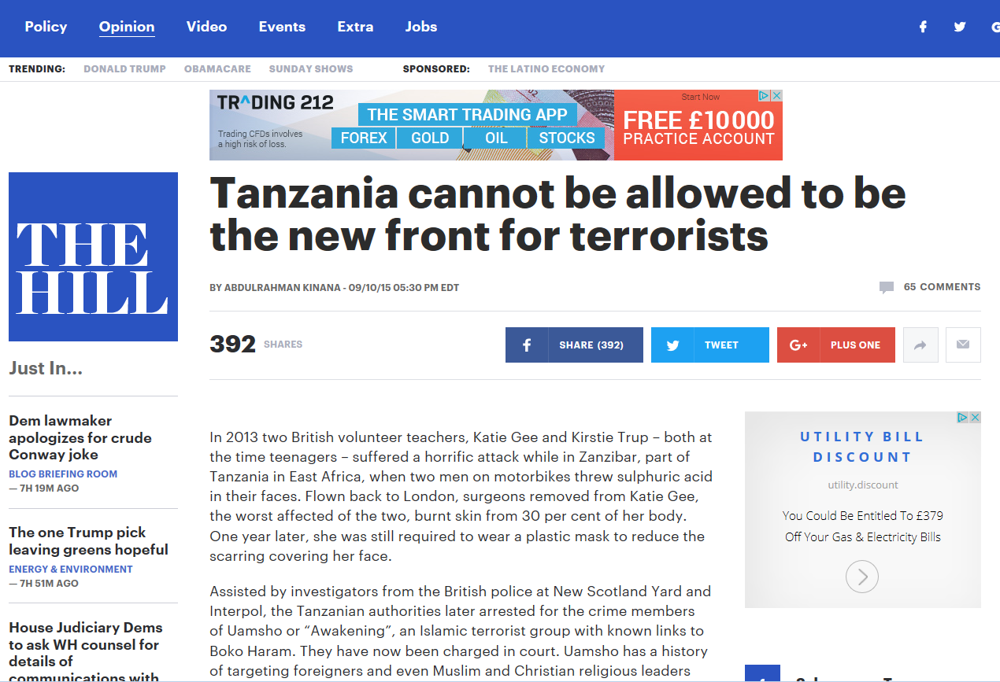 Policy Opinion Video Events Extra Jobs
TRENDING: DONALD TRUMP OBAMACARE SUNDAY SHOWS SPONSORED: THE LATINO ECONOMY
TRADING 212
Trading CFDs involves
a high risk of loss.
THE SMART TRADING APP
FOREX GOLD OIL STOCKS
Start Now
FREE £10000
PRACTICE ACCOUNT
THE
HILL
Tanzania cannot be allowed to be
the new front for terrorists
BY ABDULRAHMAN KINANA - 09/10/15 05:30 PM EDT
65 COMMENTS
392 SHARES
SHARE (392)
TWEET
G+ PLUS ONE
Just In...
Dem lawmaker
apologizes for crude
Conway joke
BLOG BRIEFING ROOM
— 7H 19M AGO
The one Trump pick
leaving greens hopeful
ENERGY & ENVIRONMENT
— 7H 51M AGO
House Judiciary Dems
to ask WH counsel for
details of
communications with
In 2013 two British volunteer teachers, Katie Gee and Kirstie Trup – both at
the time teenagers – suffered a horrific attack while in Zanzibar, part of
Tanzania in East Africa, when two men on motorbikes threw sulphuric acid
in their faces. Flown back to London, surgeons removed from Katie Gee,
the worst affected of the two, burnt skin from 30 per cent of her body.
One year later, she was still required to wear a plastic mask to reduce the
scarring covering her face.
Assisted by investigators from the British police at New Scotland Yard and
Interpol, the Tanzanian authorities later arrested for the crime members
of Uamsho or “Awakening”, an Islamic terrorist group with known links to
Boko Haram. They have now been charged in court. Uamsho has a history
of targeting foreigners and even Muslim and Christian religious leaders
UTILITY BILL
DISCOUNT
utility.discount
You Could Be Entitled To £379
Off Your Gas & Electricity Bills